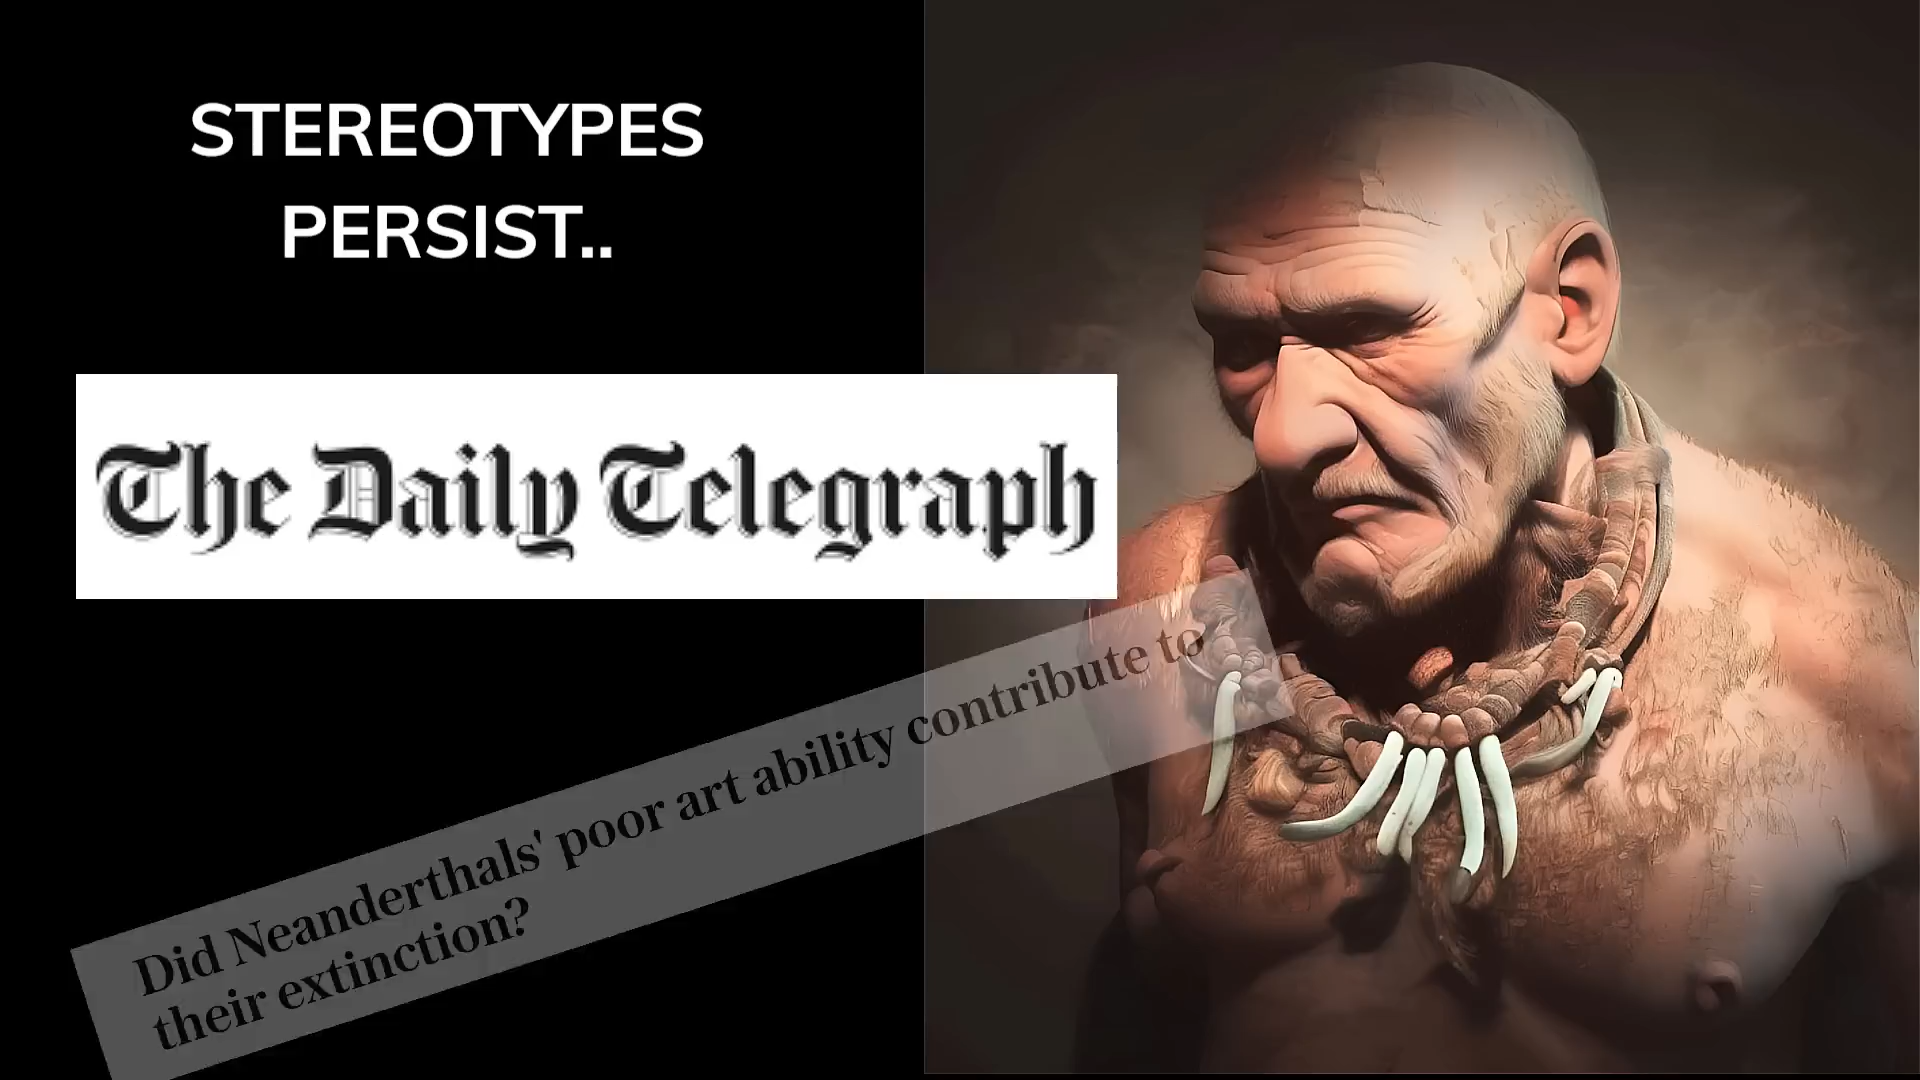 STEREOTYPES
PERSIST..
The Daily Telegraph
Did Neanderthals' poor art ability contribute to
their extinction?